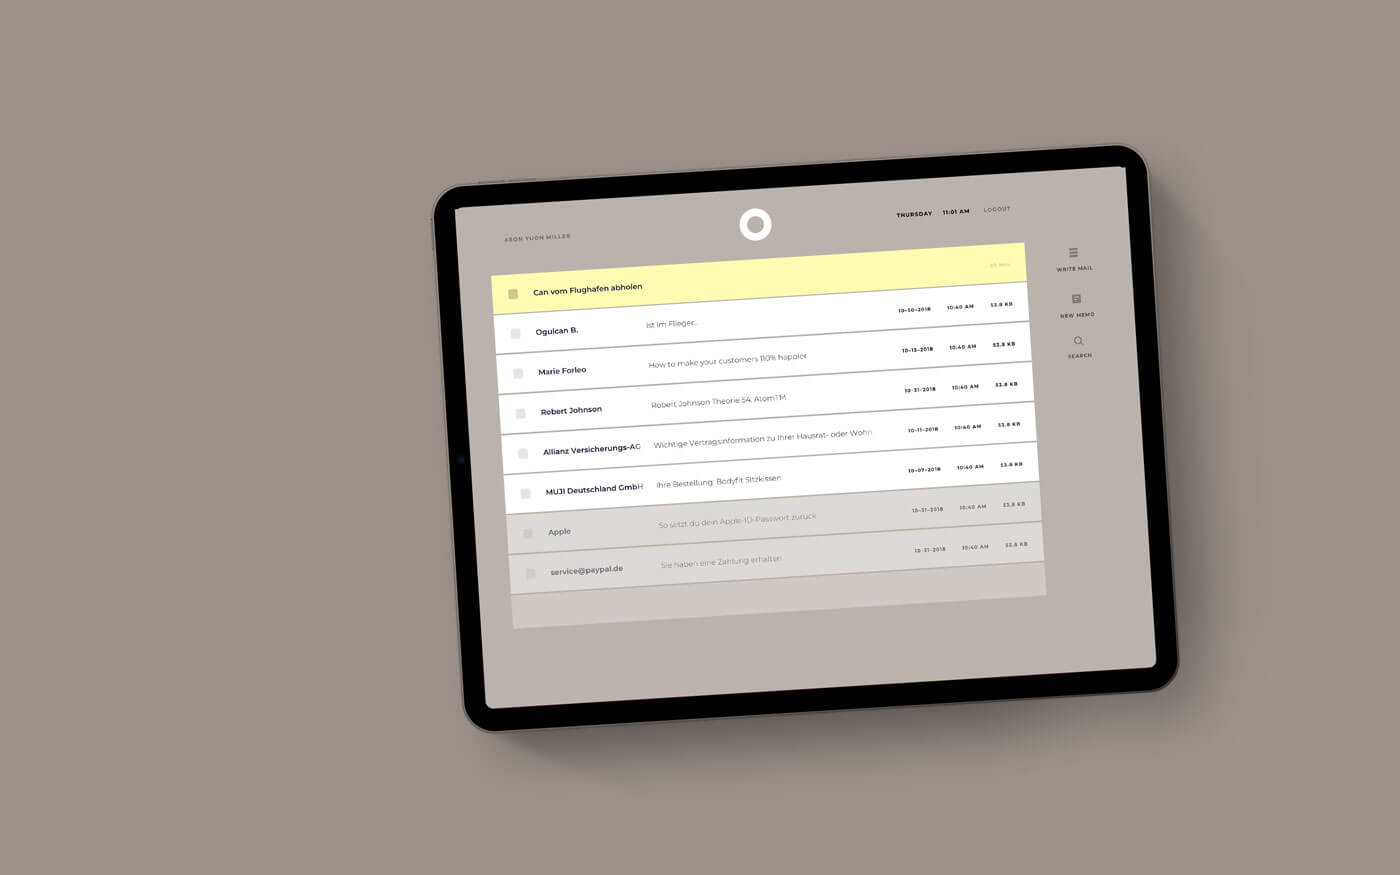 ARON YUON MILLER
THURSDAY 11:01 AM LOGOUT
Can vom Flughafen abholen
Ogulcan B. ist im Flieger... 10-30-2018 10:40 AM 53.8 KB
Marie Forleo How to make your customers 110% happier 10-15-2018 10:40 AM 53.8 KB
Robert Johnson Robert Johnson Theorie 54: AtomTM 10-31-2018 10:40 AM 53.8 KB
Allianz Versicherungs-AG Wichtige Vertragsinformation zu Ihrer Hausrat- oder Wohn 10-11-2018 10:40 AM 53.8 KB
MUJI Deutschland GmbH Ihre Bestellung: Bodyfit Sitzkissen 10-09-2018 10:40 AM 53.8 KB
Apple So setzt du dein Apple-ID-Passwort zurück 10-31-2018 10:40 AM 53.8 KB
service@paypal.de Sie haben eine Zahlung erhalten 10-31-2018 10:40 AM 53.8 KB
WRITE MAIL
NEW MEMO
SEARCH